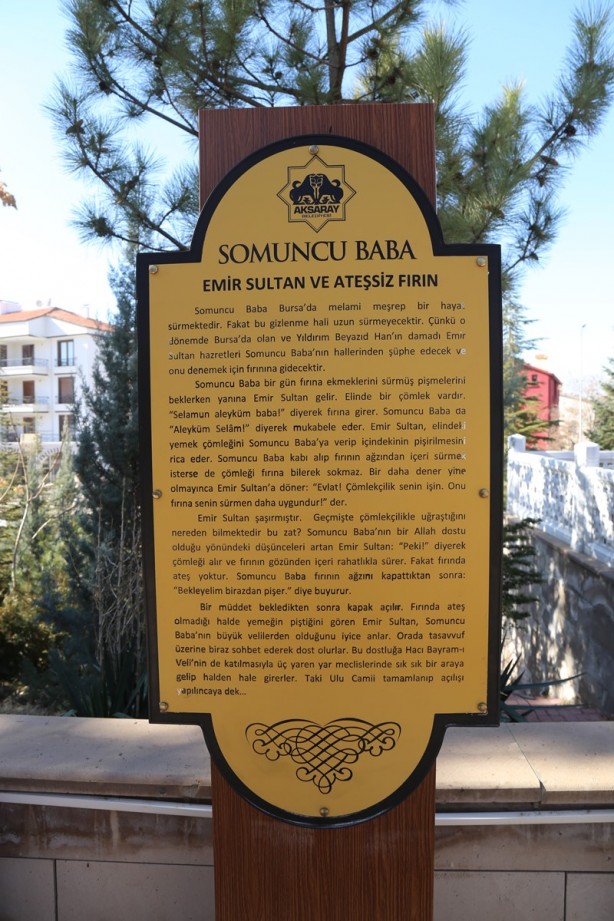 AKSARAY
BELEDİYESİ
SOMUNCU BABA
EMİR SULTAN VE ATEŞSİZ FIRIN
Somuncu Baba Bursa'da melami meşrep bir haya
sürmektedir. Fakat bu gizlenme hali uzun sürmeyecektir. Çünkü o
dönemde Bursa'da olan ve Yıldırım Beyazıd Han'ın damadı Emir
Sultan hazretleri Somuncu Baba'nın hallerinden şüphe edecek ve
onu denemek için fırınına gidecektir.
Somuncu Baba bir gün fırına ekmeklerini sürmüş pişmelerini
beklerken yanına Emir Sultan gelir. Elinde bir çömlek vardır.
"Selamun aleyküm baba!" diyerek fırına girer. Somuncu Baba da
"Aleyküm Selâm!" diyerek mukabele eder. Emir Sultan, elindeki
yemek çömleğini Somuncu Baba'ya verip içindekinin pişirilmesini
rica eder. Somuncu Baba kabı alıp fırının ağzından içeri sürmek
isterse de çömleği fırına bilerek sokmaz. Bir daha dener yine
olmayınca Emir Sultan'a döner: "Evlat! Çömlekçilik senin işin. Onu
fırına senin sürmen daha uygundur!" der.
Emir Sultan şaşırmıştır. Geçmişte çömlekçilikle uğraştığını
nereden bilmektedir bu zat? Somuncu Baba'nın bir Allah dostu
olduğu yönündeki düşünceleri artan Emir Sultan: "Peki!" diyerek
çömleği alır ve fırının gözünden içeri rahatlıkla sürer. Fakat fırında
ateş yoktur. Somuncu Baba fırının ağzını kapattıktan sonra:
"Bekleyelim birazdan pişer." diye buyurur.
Bir müddet bekledikten sonra kapak açılır. Fırında ateş
olmadığı halde yemeğin piştiğini gören Emir Sultan, Somuncu
Baba'nın büyük velilerden olduğunu iyice anlar. Orada tasavvuf
üzerine biraz sohbet ederek dost olurlar. Bu dostluğa Hacı Bayram-ı
Veli'nin de katılmasıyla üç yaren yar meclislerinde sık sık bir araya
gelip halden hale girerler. Taki Ulu Camii tamamlanıp açılışı
yapılıncaya dek...